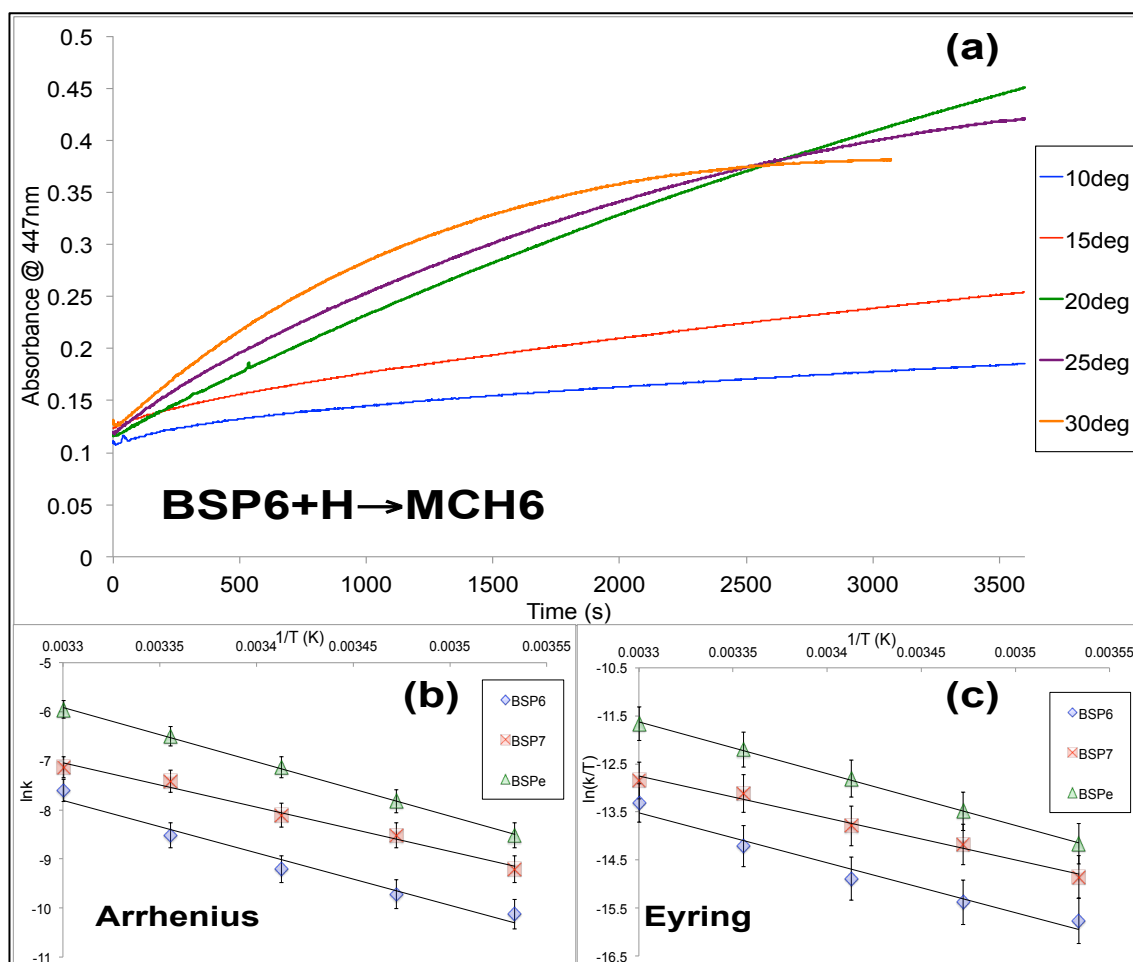 (a)
0.5
0.45
0.4
0.35
0.3
0.25
0.2
0.15
0.1
0.05
0
Absorbance @ 447nm
10deg
15deg
20deg
25deg
30deg
BSP6+H→MCH6
0 500 1000 1500 2000 2500 3000 3500
Time (s)
1/T (K)
0.0033 0.00335 0.0034 0.00345 0.0035 0.00355
-5
-6
-7
-8
-9
-10
-11
lnk
(b)
BSP6
BSP7
BSPe
Arrhenius
1/T (K)
0.0033 0.00335 0.0034 0.00345 0.0035 0.00355
-10.5
-11.5
-12.5
-13.5
-14.5
-15.5
-16.5
ln(k/T)
(c)
BSP6
BSP7
BSPe
Eyring